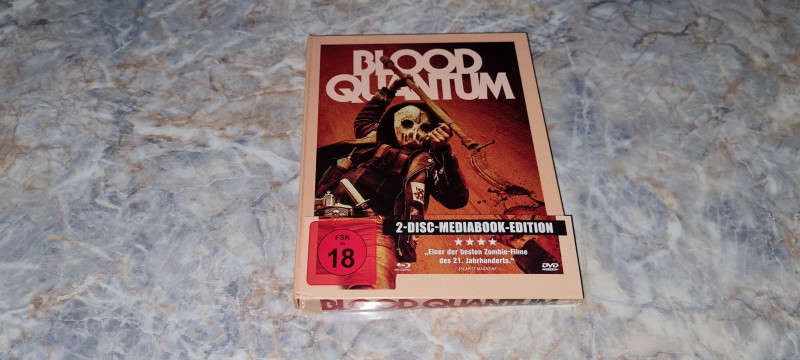 BLOOD
QUANTUM
2-DISC-MEDIABOOK-EDITION
FSK
ab
18
★★★★
„Einer der besten Zombie-Filme
des 21. Jahrhunderts.“
DVD
BLOOD QUANTUM